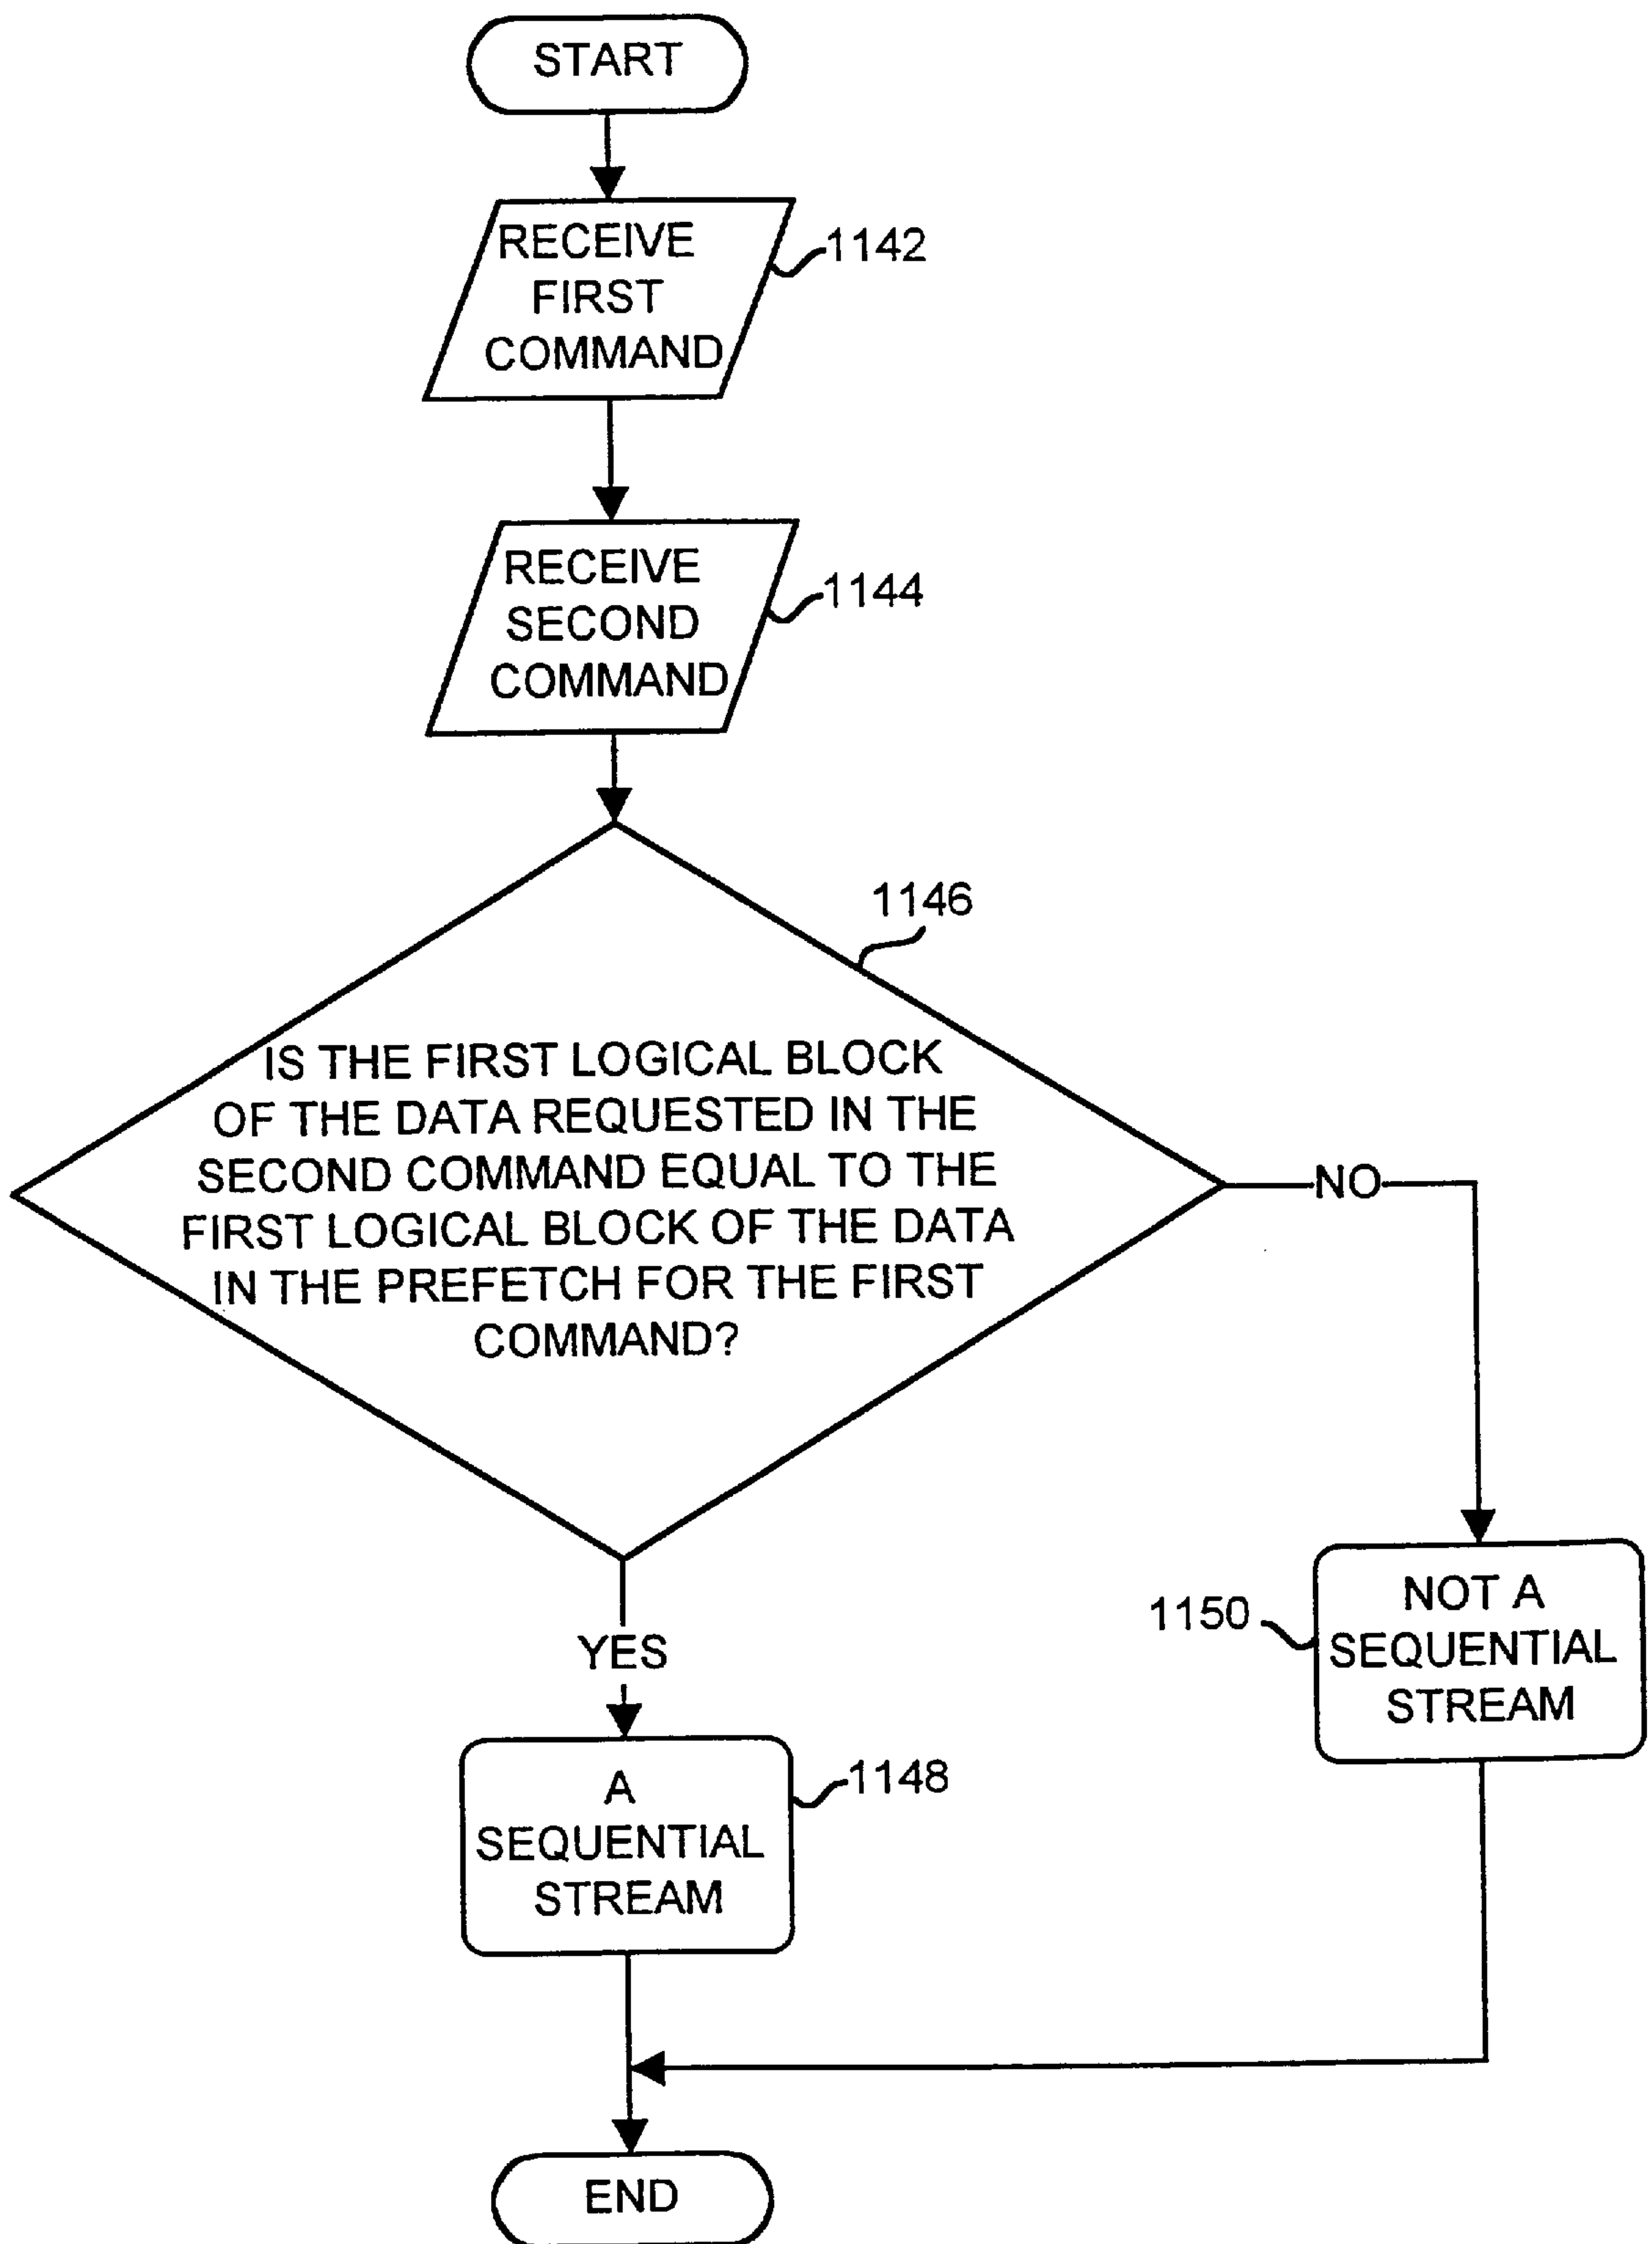 START
RECEIVE
FIRST
COMMAND
1142
RECEIVE
SECOND
COMMAND
1144
1146
IS THE FIRST LOGICAL BLOCK
OF THE DATA REQUESTED IN THE
SECOND COMMAND EQUAL TO THE
FIRST LOGICAL BLOCK OF THE DATA
IN THE PREFETCH FOR THE FIRST
COMMAND?
NO
YES
NOT A
SEQUENTIAL
STREAM
1150
A
SEQUENTIAL
STREAM
1148
END